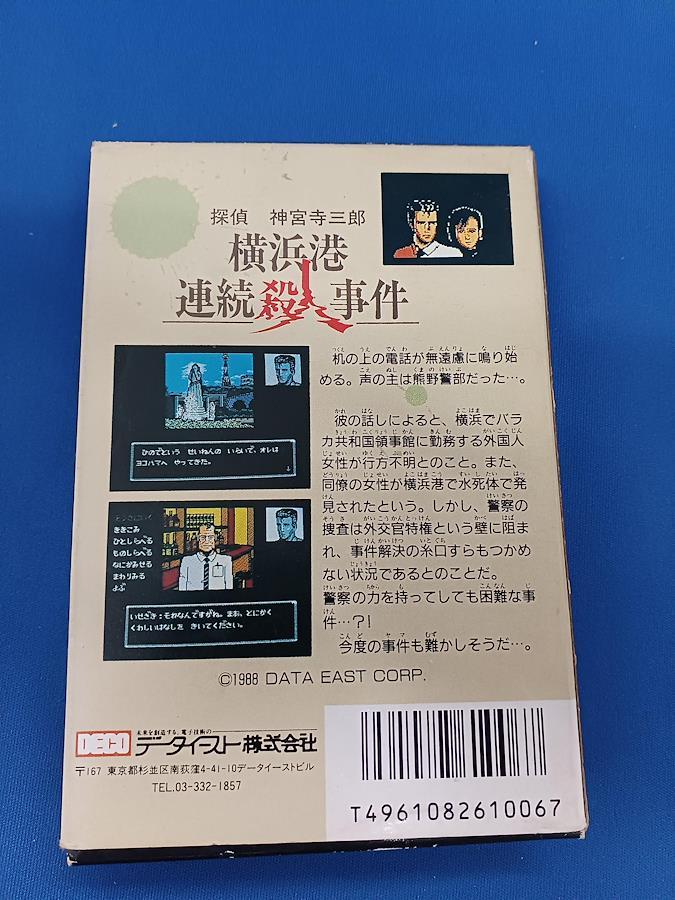 探偵 神宮寺三郎
横浜港
連続殺人事件
机の上の電話が無遠慮に鳴り始
める。声の主は熊野警部だった…。
彼の話しによると、横浜でバラ
カ共和国領事館に勤務する外国人
女性が行方不明とのこと。また、
同僚の女性が横浜港で水死体で発
見されたという。しかし、警察の
捜査は外交官特権という壁に阻ま
れ、事件解決の糸口すらもつかめ
ない状況であるとのことだ。
警察の力を持ってしても困難な事
件…?!
今度の事件も難かしそうだ…。
ひのでという せいねんの いらいで、オレは
ヨコハマへ やってきた。
ききこみ
ひとしらべる
ものしらべる
なにかみせる
まわりみる
よぶ
いせざき:そおなんですがね。まあ、とにかく
くわしいはなしを きいてください。
©1988 DATA EAST CORP.
DECO
未来を創造する、電子技術の
データイースト株式会社
〒167 東京都杉並区南荻窪4-41-10データイーストビル
TEL.03-332-1857
T4961082610067